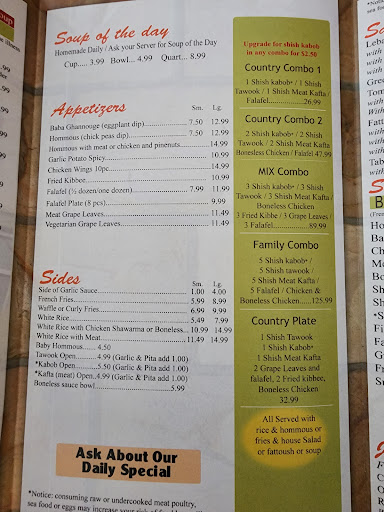 Soup of the day
Homemade Daily / Ask your Server for Soup of the Day
Cup..... 3.99 Bowl... 4.99 Quart... 8.99
Appetizers Sm. Lg.
Baba Ghannouge (eggplant dip) 7.50 12.99
Hommous (chick peas dip) 7.50 12.99
Hommous with meat or chicken and pinenuts 14.99
Garlic Potato Spicy 10.99
Chicken Wings 10pc 14.99
Fried Kibbee 10.99
Falafel (½ dozen/one dozen) 7.99 11.99
Falafel Plate (8 pcs) 9.99
Meat Grape Leaves 11.49
Vegetarian Grape Leaves 11.49
Sides Sm. Lg.
Side of Garlic Sauce 1.00 4.00
French Fries 5.99 8.99
Waffle or Curly Fries 6.99 9.99
White Rice 5.49 7.99
White Rice with Chicken Shawarma or Boneless 10.99 14.99
White Rice with Meat 11.49 14.99
Baby Hommous ..... 4.50
Tawook Open 4.99 (Garlic & Pita add 1.00)
*Kabob Open 5.50 (Garlic & Pita add 1.00)
*Kafta (meat) Open..4.99 (Garlic & Pita add 1.00)
Boneless sauce bowl 5.99
Ask About Our
Daily Special
*Notice: consuming raw or undercooked meat poultry,
sea food or eggs may increase your
Upgrade for shish kabob
in any combo for $2.50
Country Combo 1
1 Shish kabob* / 1 Shish
Tawook / 1 Shish Meat Kafta /
Falafel 26.99
Country Combo 2
2 Shish kabob* / 2 Shish
Tawook / 2 Shish Meat Kafta
Bonesless Chicken / Falafel 47.99
MIX Combo
3 Shish kabob* / 3 Shish
Tawook / 3 Shish Meat Kafta /
Boneless Chicken
3 Fried Kibbe / 3 Grape Leaves /
3 Falafel 89.99
Family Combo
5 Shish kabob* /
5 Shish tawook /
5 Shish Meat Kafta /
5 Falafel / Chicken &
Boneless Chicken......125.99
Country Plate
1 Shish Tawook
1 Shish Kabob*
1 Shish Meat Kafta
2 Grape Leaves and
falafel, 2 Fried kibbee,
Boneless Chicken
32.99
All Served with
rice & hommous or
fries & house Salad
or fattoush or soup